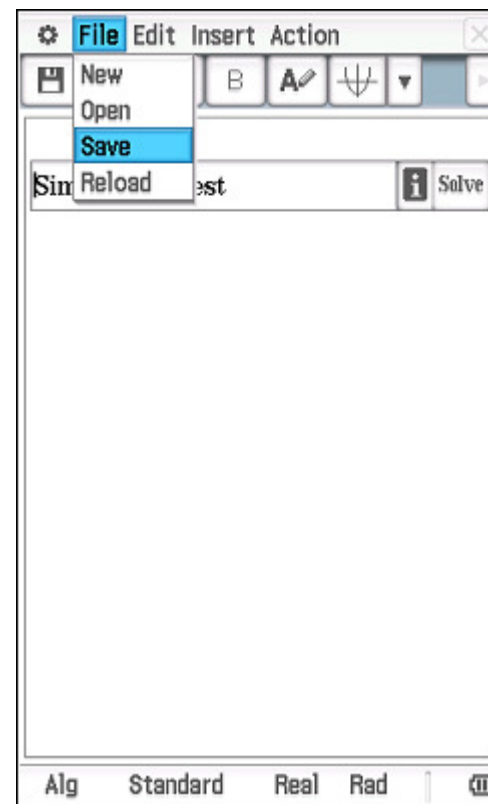 File Edit Insert Action
New
B
A
Open
Save
Reload
Sim est
i
Solve
Alg Standard Real Rad